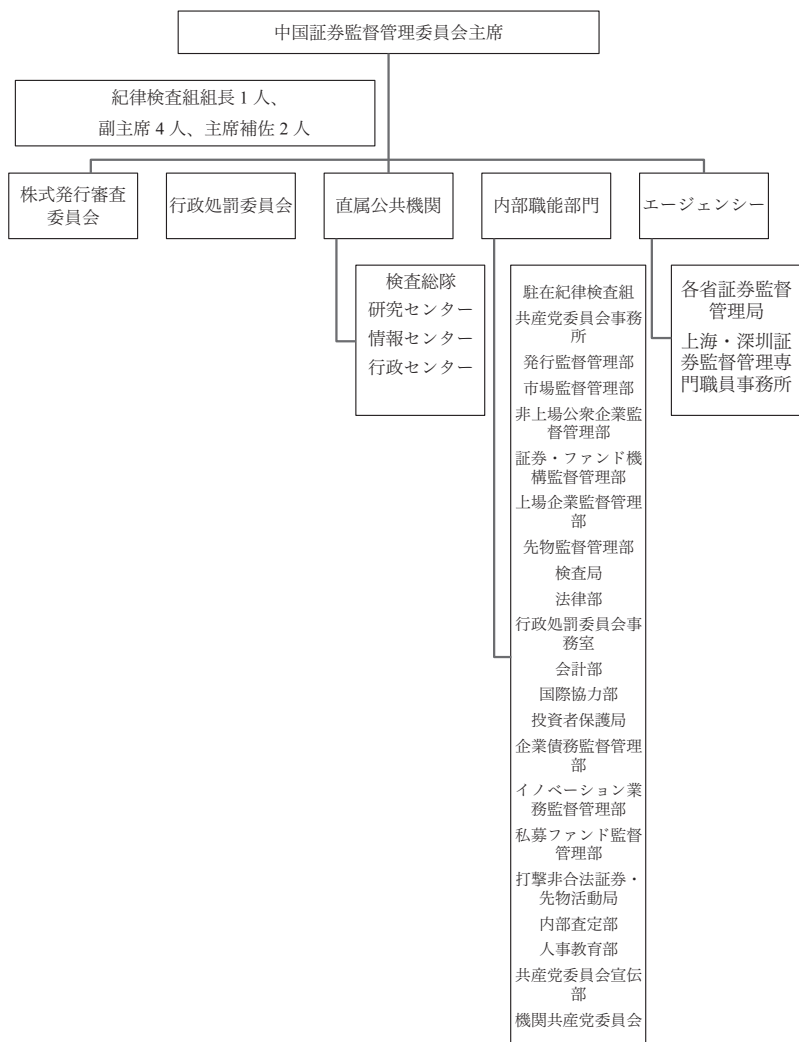 中国証券監督管理委員会主席
紀律検査組組長 1 人、
副主席 4 人、主席補佐 2 人
株式発行審査
委員会
行政処罰委員会
直属公共機関
内部職能部門
エージェンシー
検査総隊
研究センター
情報センター
行政センター
駐在紀律検査組
共産党委員会事務
所
発行監督管理部
市場監督管理部
非上場公衆企業監
督管理部
証券・ファンド機
構監督管理部
上場企業監督管理
部
先物監督管理部
検査局
法律部
行政処罰委員会事
務室
会計部
国際協力部
投資者保護局
企業債務監督管理
部
イノベーション業
務監督管理部
私募ファンド監督
管理部
打撃非合法証券・
先物活動局
内部査定部
人事教育部
共産党委員会宣伝
部
機関共産党委員会
各省証券監督
管理局
上海・深圳証
券監督管理専
門職員事務所